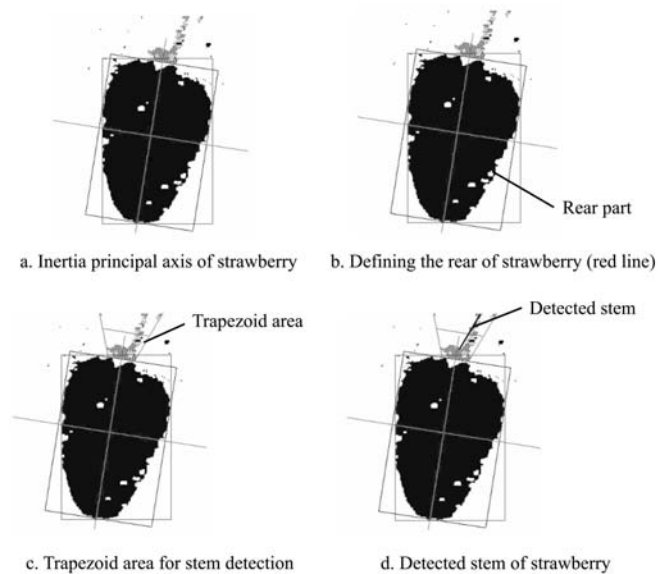 Rear part
a. Inertia principal axis of strawberry
b. Defining the rear of strawberry (red line)
Trapezoid area
Detected stem
c. Trapezoid area for stem detection
d. Detected stem of strawberry